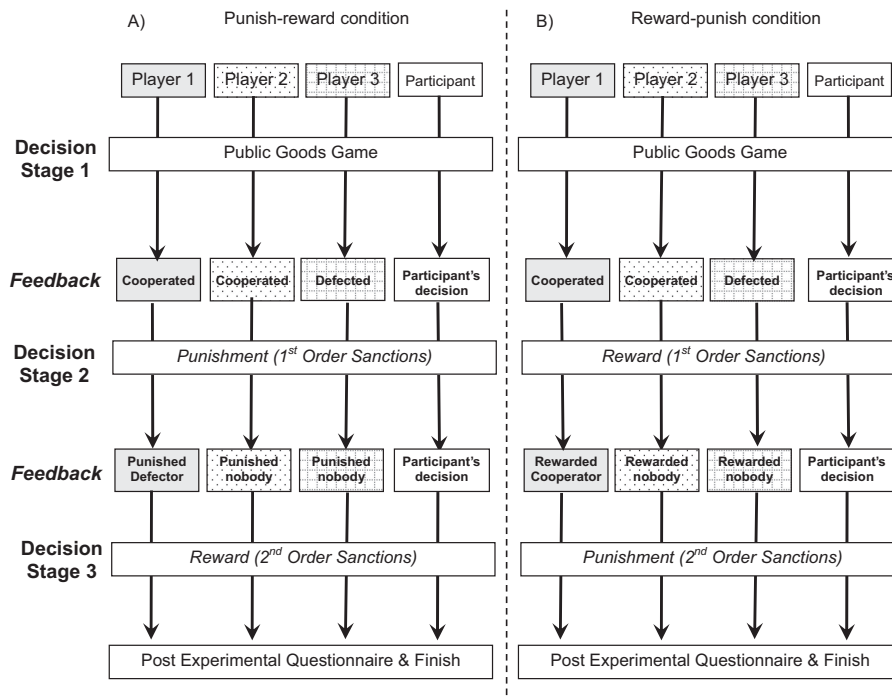 A) Punish-reward condition
Player 1 Player 2 Player 3 Participant
Decision
Stage 1
Public Goods Game
Feedback
Cooperated Cooperated Defected Participant's
decision
Decision
Stage 2
Punishment (1st Order Sanctions)
Feedback
Punished
Defector
Punished
nobody
Punished
nobody
Participant's
decision
Decision
Stage 3
Reward (2nd Order Sanctions)
Post Experimental Questionnaire & Finish
B) Reward-punish condition
Player 1 Player 2 Player 3 Participant
Public Goods Game
Cooperated Cooperated Defected Participant's
decision
Reward (1st Order Sanctions)
Rewarded
Cooperator
Rewarded
nobody
Rewarded
nobody
Participant's
decision
Punishment (2nd Order Sanctions)
Post Experimental Questionnaire & Finish